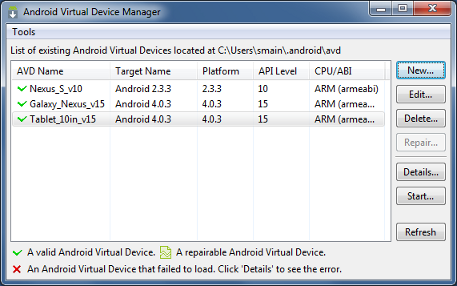 Android Virtual Device Manager
Tools
List of existing Android Virtual Devices located at C:\Users\smain\.android\avd
AVD Name Target Name Platform API Level CPU/ABI
Nexus_S_v10 Android 2.3.3 2.3.3 10 ARM (armeabi)
Galaxy_Nexus_v15 Android 4.0.3 4.0.3 15 ARM (armea...
Tablet_10in_v15 Android 4.0.3 4.0.3 15 ARM (armea...
New...
Edit...
Delete...
Repair...
Details...
Start...
Refresh
A valid Android Virtual Device. A repairable Android Virtual Device.
An Android Virtual Device that failed to load. Click 'Details' to see the error.